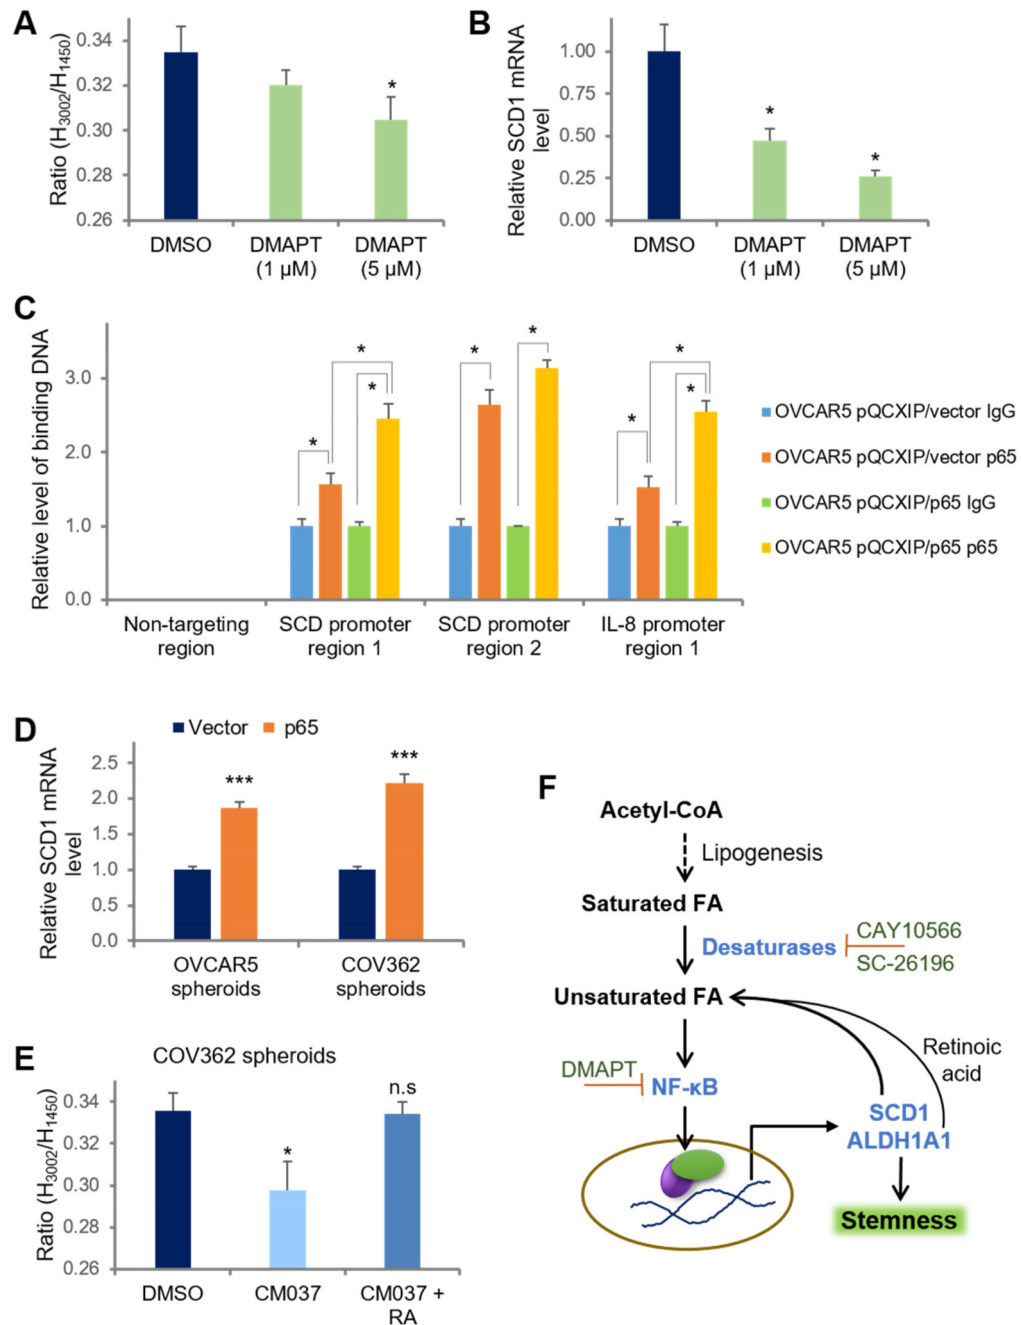 A
Ratio (H3002/H1450)
0.34
0.32
0.30
0.28
0.26
*
DMSO
DMAPT
(1 µM)
DMAPT
(5 µM)
B
Relative SCD1 mRNA
level
1.00
0.75
0.50
0.25
0.00
*
*
DMSO
DMAPT
(1 µM)
DMAPT
(5 µM)
C
Relative level of binding DNA
3.0
2.0
1.0
0.0
*
*
*
*
*
*
*
*
Non-targeting
region
SCD promoter
region 1
SCD promoter
region 2
IL-8 promoter
region 1
OVCAR5 pQCXIP/vector IgG
OVCAR5 pQCXIP/vector p65
OVCAR5 pQCXIP/p65 IgG
OVCAR5 pQCXIP/p65 p65
D
Vector
p65
Relative SCD1 mRNA
level
2.5
2.0
1.5
1.0
0.5
0.0
***
***
OVCAR5
spheroids
COV362
spheroids
E
COV362 spheroids
Ratio (H3002/H1450)
0.34
0.32
0.30
0.28
0.26
*
n.s
DMSO
CM037
CM037 +
RA
F
Acetyl-CoA
Lipogenesis
Saturated FA
Desaturases
CAY10566
SC-26196
Unsaturated FA
Retinoic
acid
DMAPT
NF-κB
SCD1
ALDH1A1
Stemness